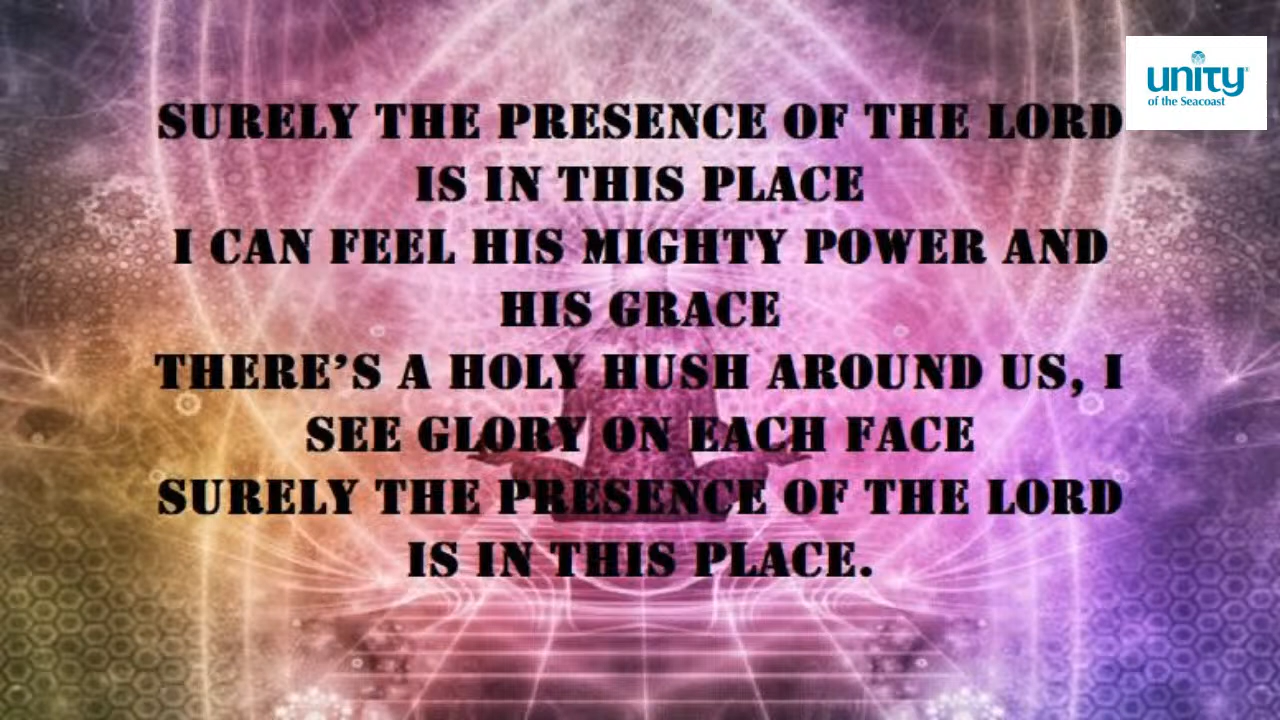 unity
of the Seacoast
SURELY THE PRESENCE OF THE LORD
IS IN THIS PLACE
I CAN FEEL HIS MIGHTY POWER AND
HIS GRACE
THERE’S A HOLY HUSH AROUND US, I
SEE GLORY ON EACH FACE
SURELY THE PRESENCE OF THE LORD
IS IN THIS PLACE.